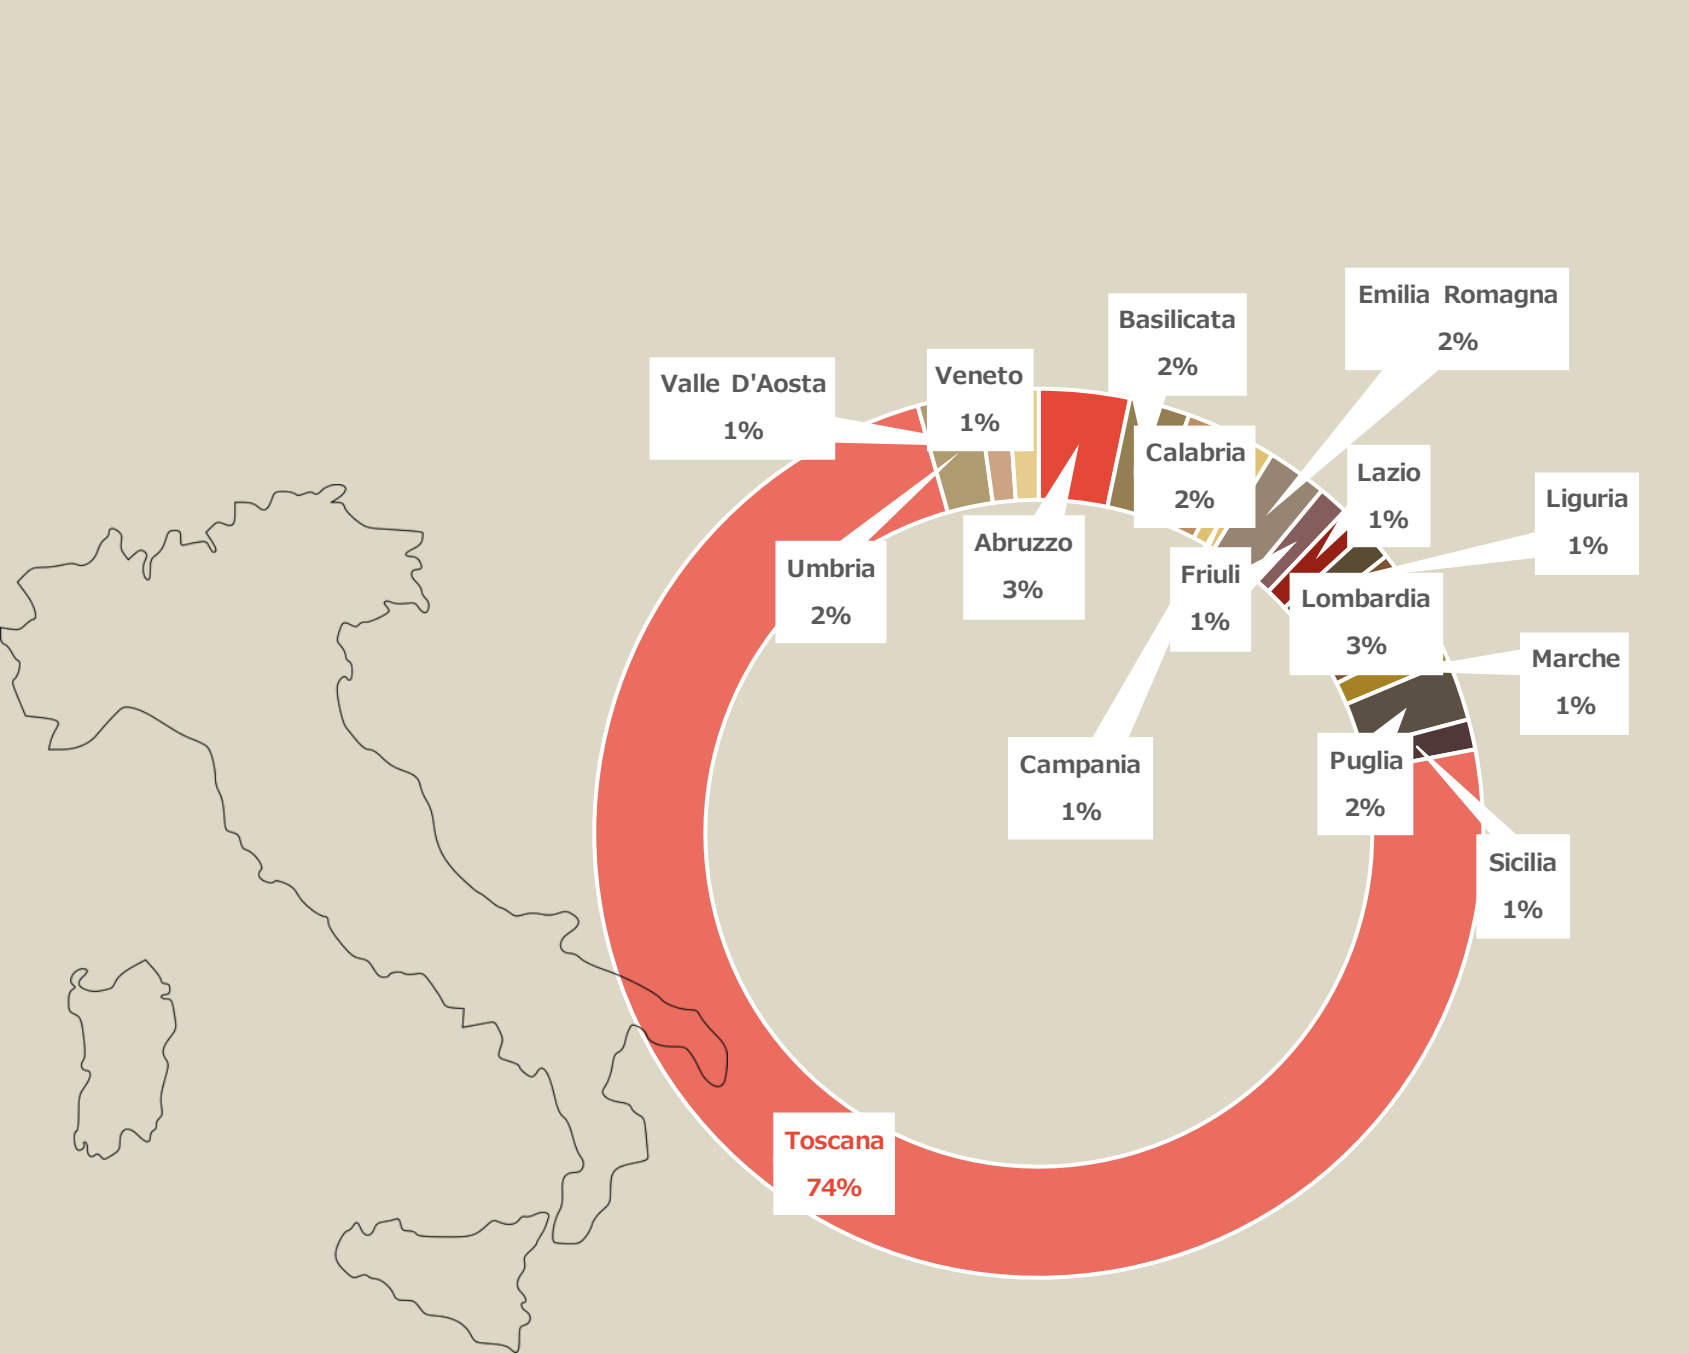 Emilia Romagna
2%
Basilicata
2%
Veneto
1%
Valle D'Aosta
1%
Calabria
2%
Lazio
1%
Liguria
1%
Abruzzo
3%
Umbria
2%
Friuli
1%
Lombardia
3%
Marche
1%
Campania
1%
Puglia
2%
Sicilia
1%
Toscana
74%